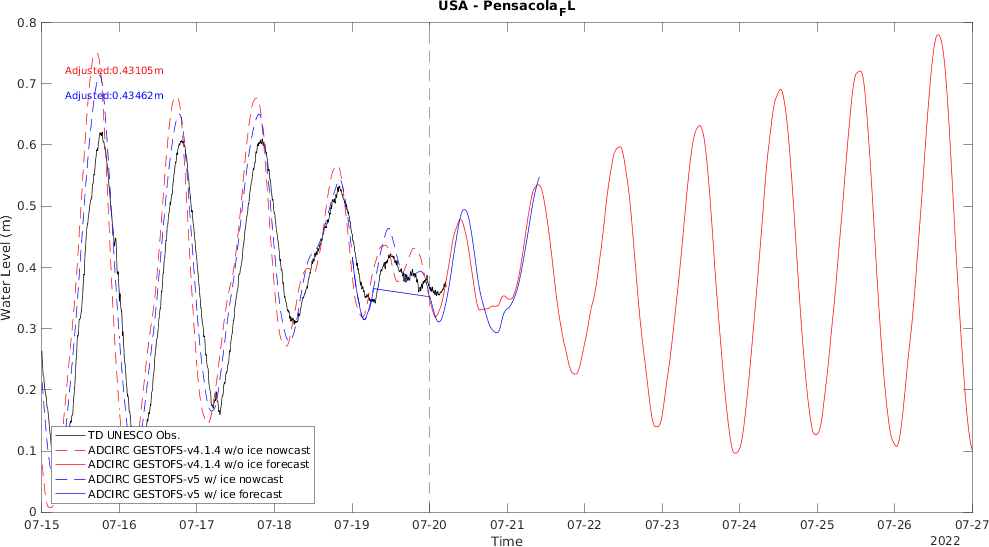 USA - Pensacola_FL
0.8
0.7
0.6
0.5
0.4
0.3
0.2
0.1
0
Water Level (m)
Adjusted:0.43105m
Adjusted:0.43462m
TD UNESCO Obs.
ADCIRC GESTOFS-v4.1.4 w/o ice nowcast
ADCIRC GESTOFS-v4.1.4 w/o ice forecast
ADCIRC GESTOFS-v5 w/ ice nowcast
ADCIRC GESTOFS-v5 w/ ice forecast
07-15 07-16 07-17 07-18 07-19 07-20 07-21 07-22 07-23 07-24 07-25 07-26 07-27
Time
2022